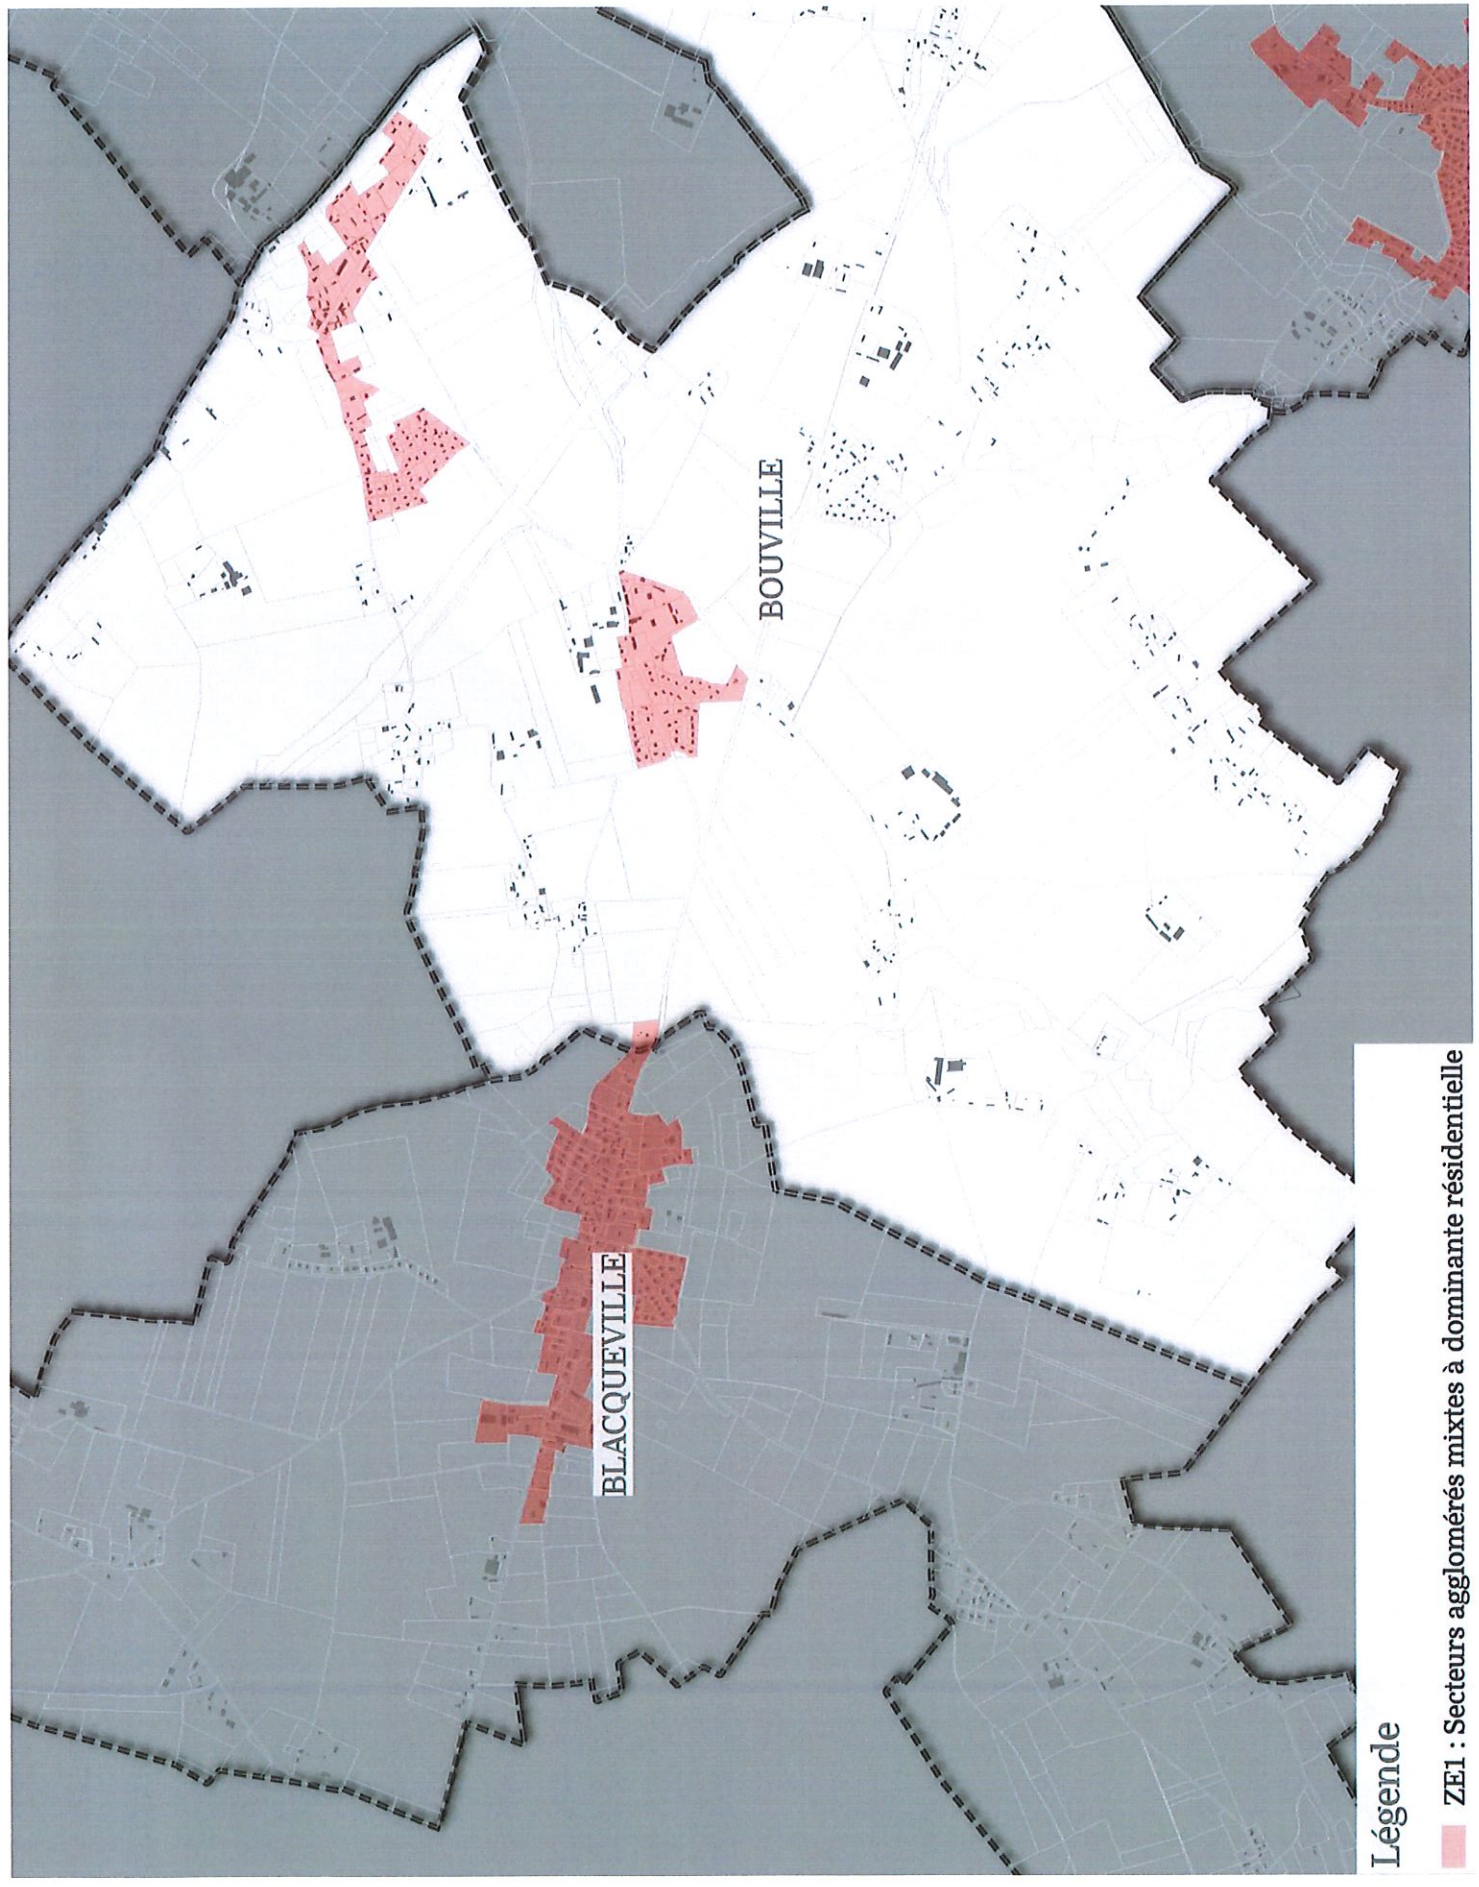 BOUVILLE
BLACQUEVILLE
Légende
ZE1 : Secteurs agglomérés mixtes à dominante résidentielle